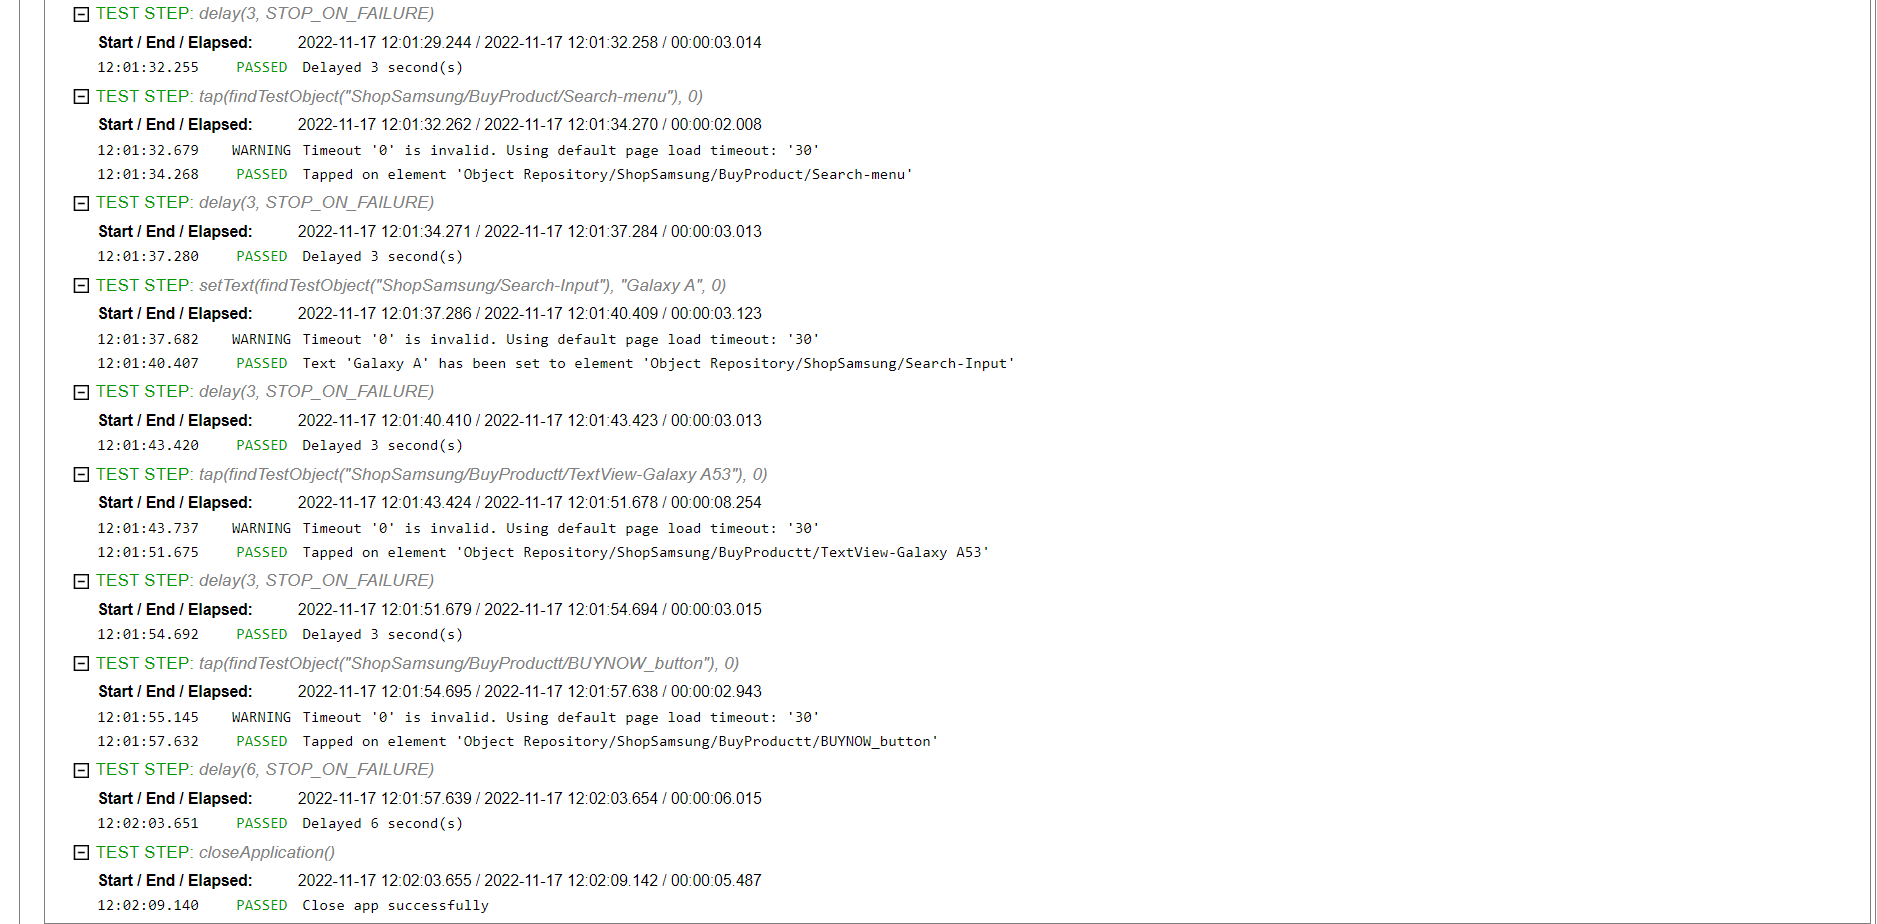 TEST STEP: delay(3, STOP_ON_FAILURE)
Start / End / Elapsed: 2022-11-17 12:01:29.244 / 2022-11-17 12:01:32.258 / 00:00:03.014
12:01:32.255 PASSED Delayed 3 second(s)
TEST STEP: tap(findTestObject("ShopSamsung/BuyProduct/Search-menu"), 0)
Start / End / Elapsed: 2022-11-17 12:01:32.262 / 2022-11-17 12:01:34.270 / 00:00:02.008
12:01:32.679 WARNING Timeout '0' is invalid. Using default page load timeout: '30'
12:01:34.268 PASSED Tapped on element 'Object Repository/ShopSamsung/BuyProduct/Search-menu'
TEST STEP: delay(3, STOP_ON_FAILURE)
Start / End / Elapsed: 2022-11-17 12:01:34.271 / 2022-11-17 12:01:37.284 / 00:00:03.013
12:01:37.280 PASSED Delayed 3 second(s)
TEST STEP: setText(findTestObject("ShopSamsung/Search-Input"), "Galaxy A", 0)
Start / End / Elapsed: 2022-11-17 12:01:37.286 / 2022-11-17 12:01:40.409 / 00:00:03.123
12:01:37.682 WARNING Timeout '0' is invalid. Using default page load timeout: '30'
12:01:40.407 PASSED Text 'Galaxy A' has been set to element 'Object Repository/ShopSamsung/Search-Input'
TEST STEP: delay(3, STOP_ON_FAILURE)
Start / End / Elapsed: 2022-11-17 12:01:40.410 / 2022-11-17 12:01:43.423 / 00:00:03.013
12:01:43.420 PASSED Delayed 3 second(s)
TEST STEP: tap(findTestObject("ShopSamsung/BuyProductt/TextView-Galaxy A53"), 0)
Start / End / Elapsed: 2022-11-17 12:01:43.424 / 2022-11-17 12:01:51.678 / 00:00:08.254
12:01:43.737 WARNING Timeout '0' is invalid. Using default page load timeout: '30'
12:01:51.675 PASSED Tapped on element 'Object Repository/ShopSamsung/BuyProductt/TextView-Galaxy A53'
TEST STEP: delay(3, STOP_ON_FAILURE)
Start / End / Elapsed: 2022-11-17 12:01:51.679 / 2022-11-17 12:01:54.694 / 00:00:03.015
12:01:54.692 PASSED Delayed 3 second(s)
TEST STEP: tap(findTestObject("ShopSamsung/BuyProductt/BUYNOW_button"), 0)
Start / End / Elapsed: 2022-11-17 12:01:54.695 / 2022-11-17 12:01:57.638 / 00:00:02.943
12:01:55.145 WARNING Timeout '0' is invalid. Using default page load timeout: '30'
12:01:57.632 PASSED Tapped on element 'Object Repository/ShopSamsung/BuyProductt/BUYNOW_button'
TEST STEP: delay(6, STOP_ON_FAILURE)
Start / End / Elapsed: 2022-11-17 12:01:57.639 / 2022-11-17 12:02:03.654 / 00:00:06.015
12:02:03.651 PASSED Delayed 6 second(s)
TEST STEP: closeApplication()
Start / End / Elapsed: 2022-11-17 12:02:03.655 / 2022-11-17 12:02:09.142 / 00:00:05.487
12:02:09.140 PASSED Close app successfully